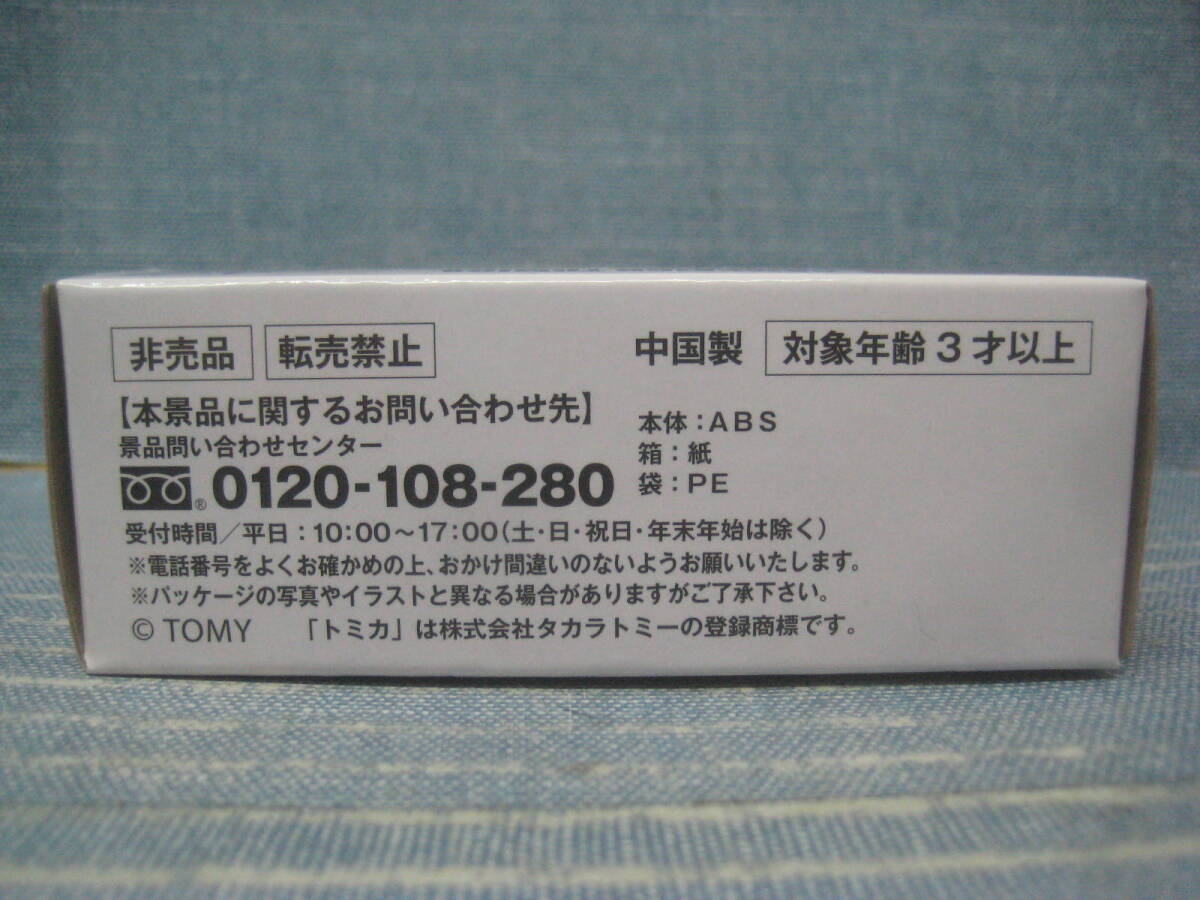 非売品 転売禁止 中国製 対象年齢3才以上
【本景品に関するお問い合わせ先】
景品問い合わせセンター
® 0120-108-280
本体：ABS
箱：紙
袋：PE
受付時間／平日：10：00〜17：00（土・日・祝日・年末年始は除く）
※電話番号をよくお確かめの上、おかけ間違いのないようお願いいたします。
※パッケージの写真やイラストと異なる場合がありますがご了承下さい。
© TOMY 「トミカ」は株式会社タカラトミーの登録商標です。